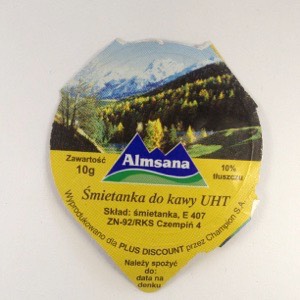 Almsana
Zawartość
10g
10%
tłuszczu
Śmietanka do kawy UHT
Skład: śmietanka, E 407
ZN-92/RKS Czempiń 4
Wyprodukowano dla PLUS DISCOUNT przez Champion S.A.
Należy spożyć
do:
data na
denku